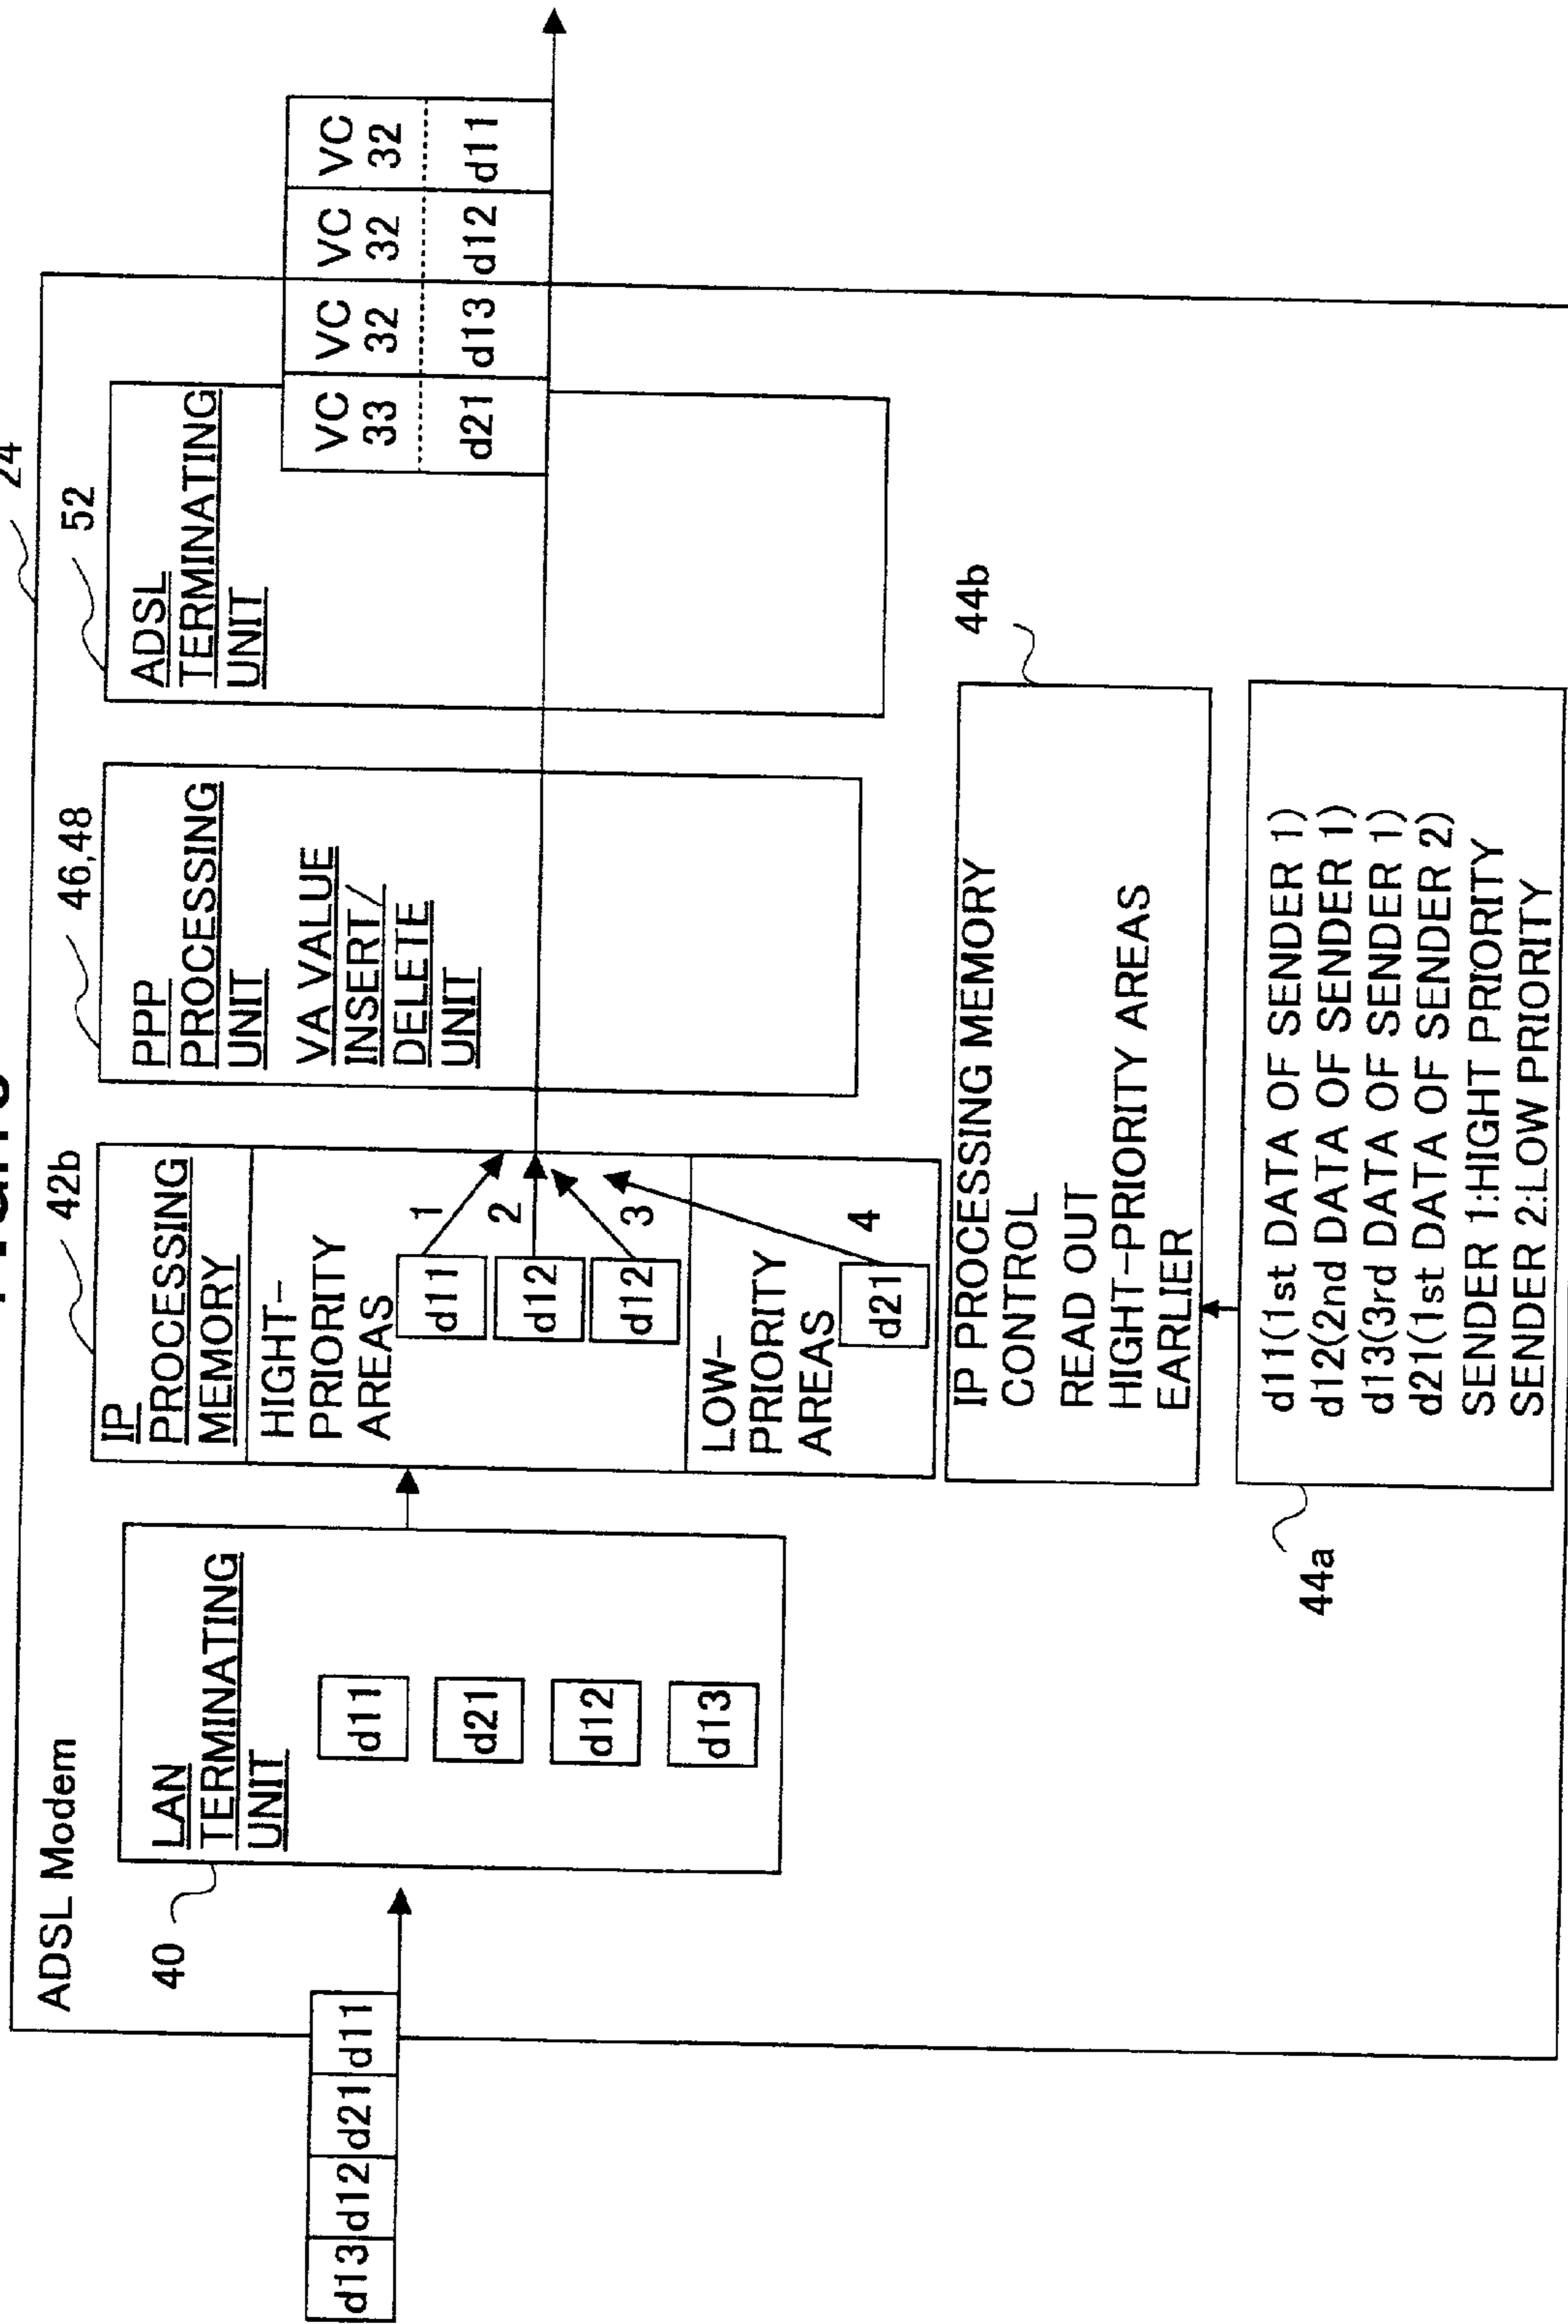 24
ADSL Modem
40
LAN
TERMINATING
UNIT
d11
d21
d12
d13
d13 d12 d21 d11
42b
IP
PROCESSING
MEMORY
HIGHT-
PRIORITY
AREAS
d11 1
d12 2
d12 3
LOW-
PRIORITY
AREAS
d21 4
46,48
PPP
PROCESSING
UNIT
VA VALUE
INSERT/
DELETE
UNIT
52
ADSL
TERMINATING
UNIT
VC VC VC VC
33 32 32 32
d21 d13 d12 d11
44b
IP PROCESSING MEMORY
CONTROL
READ OUT
HIGHT-PRIORITY AREAS
EARLIER
44a
d11(1st DATA OF SENDER 1)
d12(2nd DATA OF SENDER 1)
d13(3rd DATA OF SENDER 1)
d21(1st DATA OF SENDER 2)
SENDER 1:HIGHT PRIORITY
SENDER 2:LOW PRIORITY